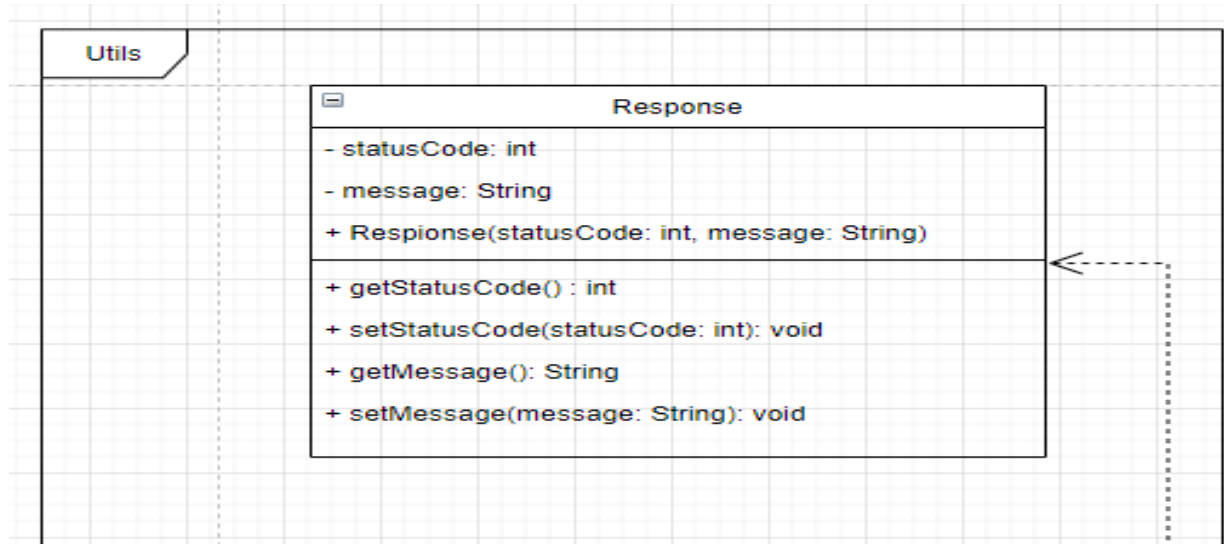 Utils
Response
- statusCode: int
- message: String
+ Respionse(statusCode: int, message: String)
+ getStatusCode() : int
+ setStatusCode(statusCode: int): void
+ getMessage(): String
+ setMessage(message: String): void